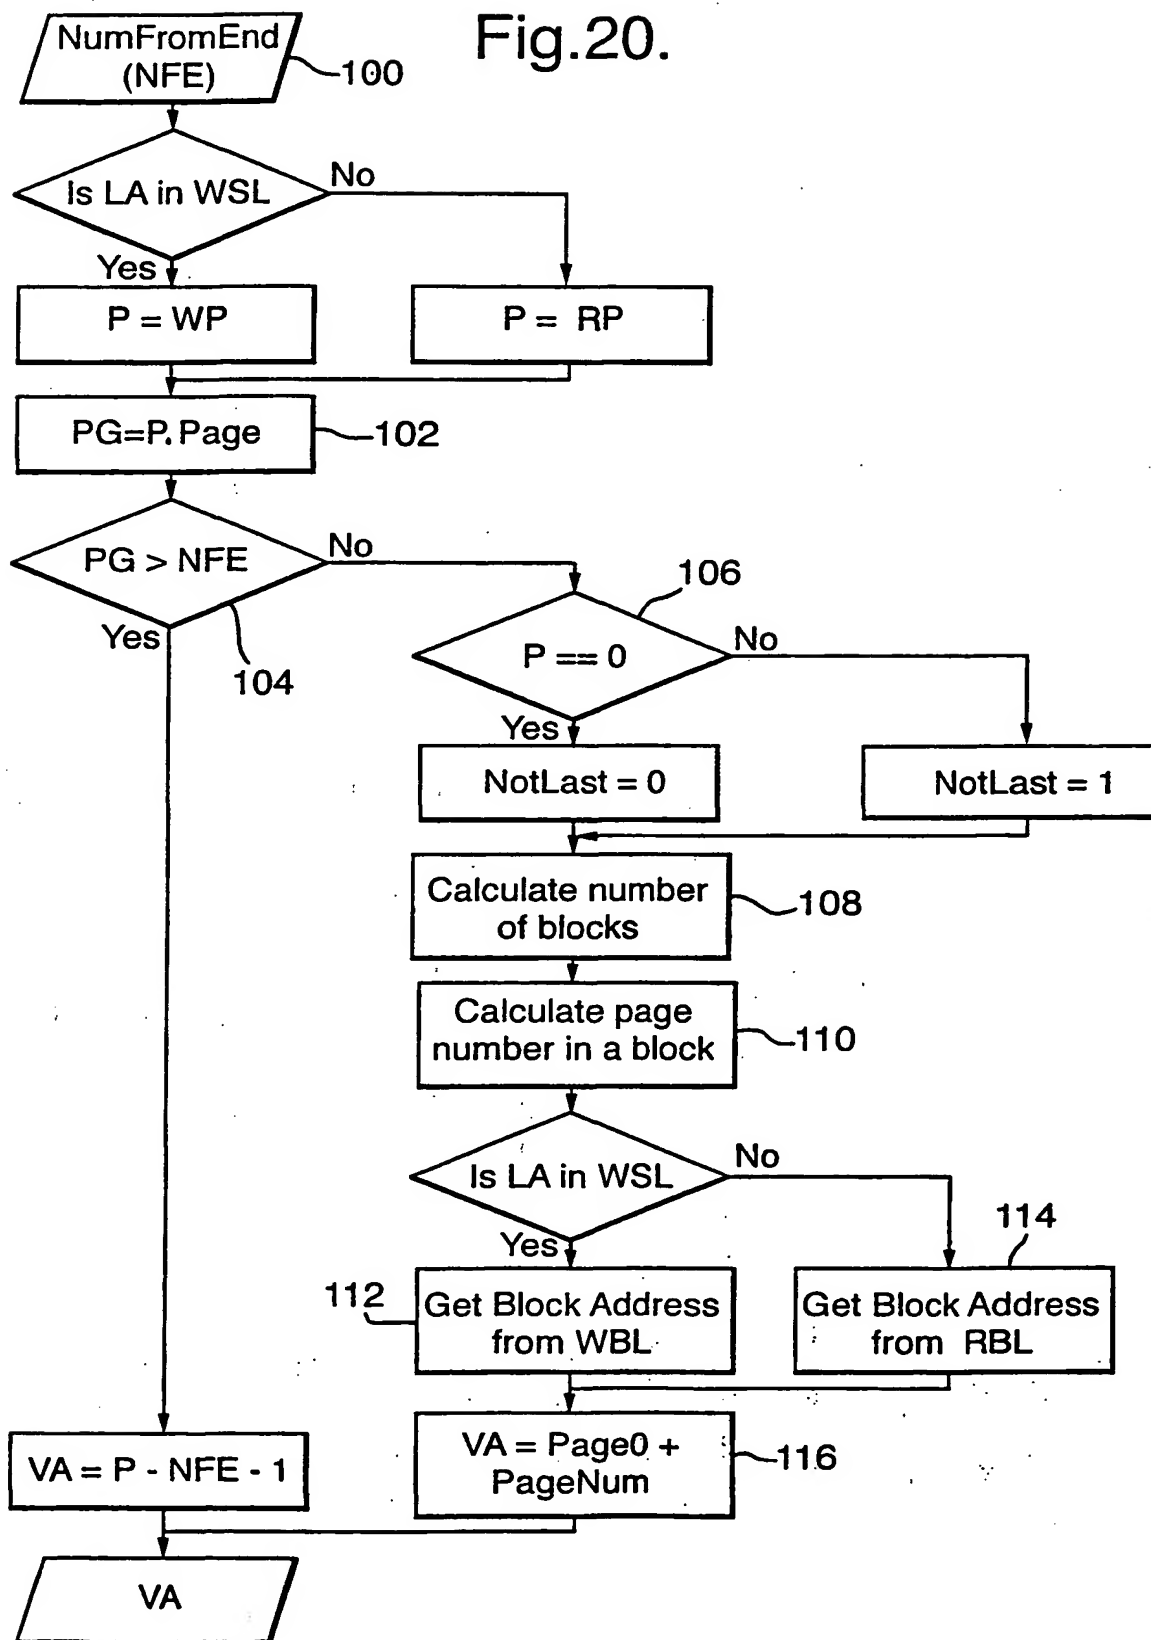 Fig.20.
NumFromEnd
(NFE)
100
Is LA in WSL
No
Yes
P = WP
P = RP
PG=P.Page
102
PG > NFE
No
Yes
104
106
P == 0
No
Yes
NotLast = 0
NotLast = 1
Calculate number
of blocks
108
Calculate page
number in a block
110
Is LA in WSL
No
Yes
114
112
Get Block Address
from WBL
Get Block Address
from RBL
VA = P - NFE - 1
VA = Page0 +
PageNum
116
VA